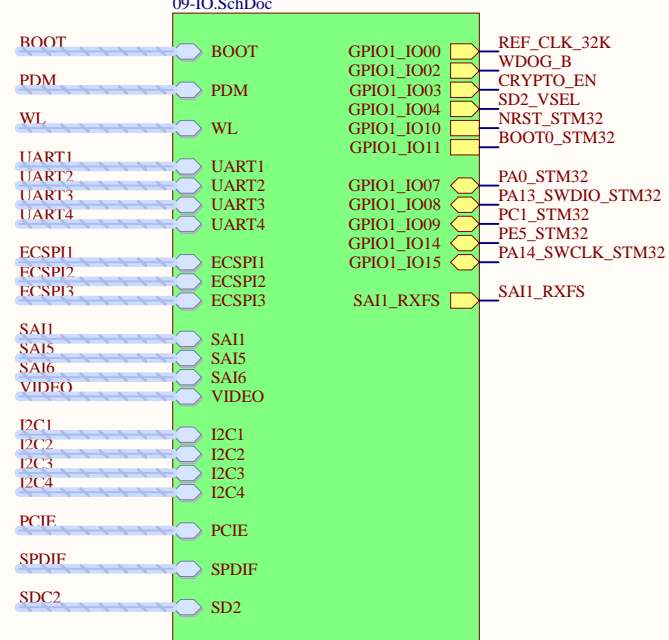 09-IO.SchDoc
BOOT BOOT GPIO1_IO00 REF_CLK_32K
GPIO1_IO02 WDOG_B
PDM PDM GPIO1_IO03 CRYPTO_EN
GPIO1_IO04 SD2_VSEL
WL WL GPIO1_IO10 NRST_STM32
GPIO1_IO11 BOOT0_STM32
UART1 UART1
UART2 UART2 GPIO1_IO07 PA0_STM32
UART3 UART3 GPIO1_IO08 PA13_SWDIO_STM32
UART4 UART4 GPIO1_IO09 PC1_STM32
GPIO1_IO14 PE5_STM32
ECSPI1 ECSPI1 GPIO1_IO15 PA14_SWCLK_STM32
ECSPI2 ECSPI2
ECSPI3 ECSPI3 SAI1_RXFS SAI1_RXFS
SAI1 SAI1
SAI5 SAI5
SAI6 SAI6
VIDEO VIDEO
I2C1 I2C1
I2C2 I2C2
I2C3 I2C3
I2C4 I2C4
PCIE PCIE
SPDIF SPDIF
SDC2 SD2